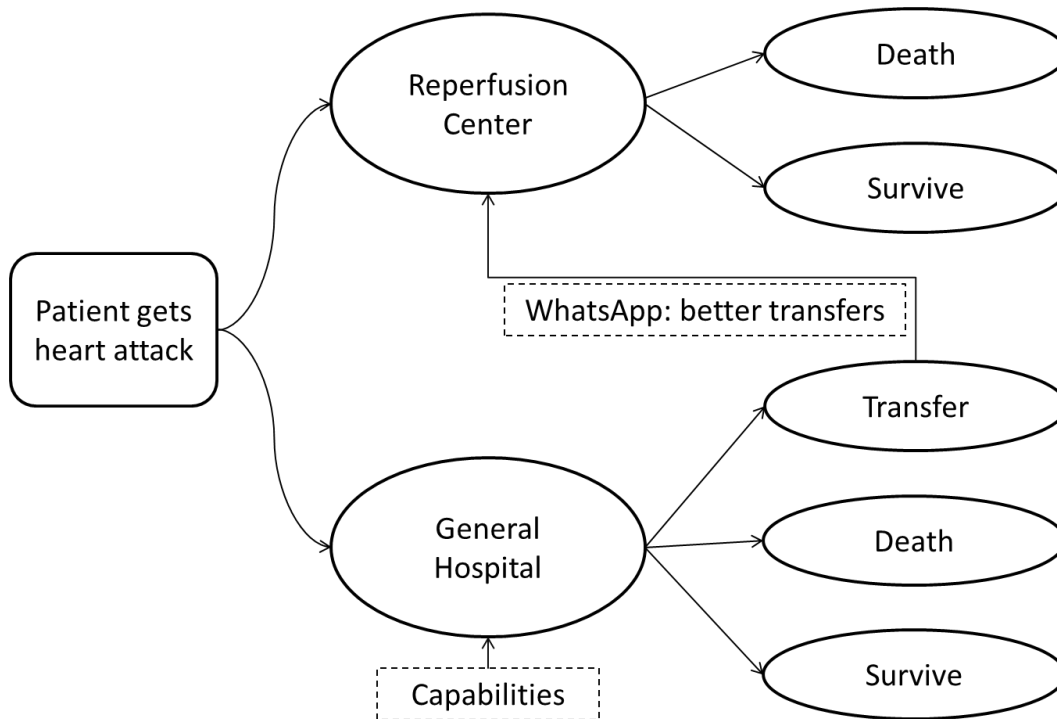 Death
Reperfusion
Center
Survive
WhatsApp: better transfers
Patient gets
heart attack
Transfer
General
Hospital
Death
Survive
Capabilities